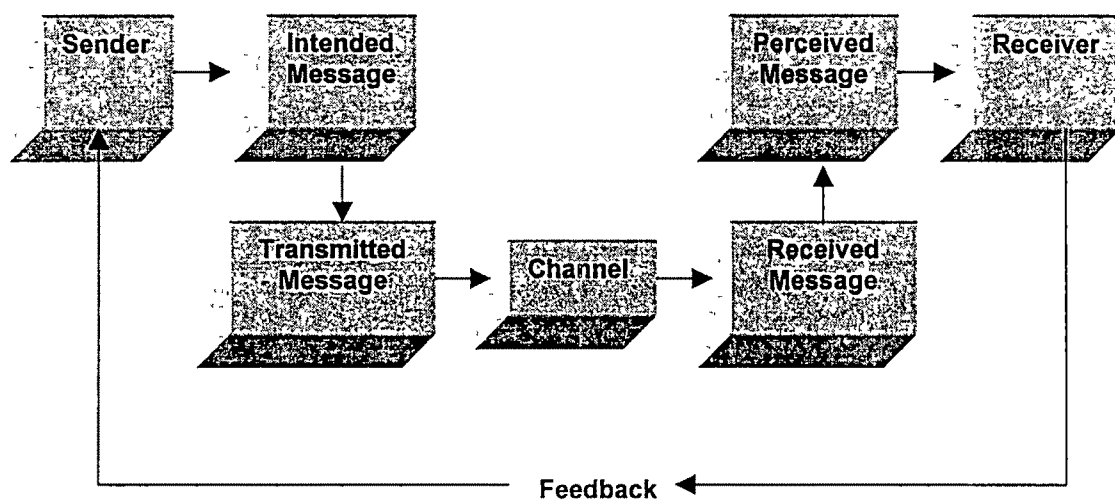 Sender
Intended
Message
Transmitted
Message
Channel
Received
Message
Perceived
Message
Receiver
Feedback